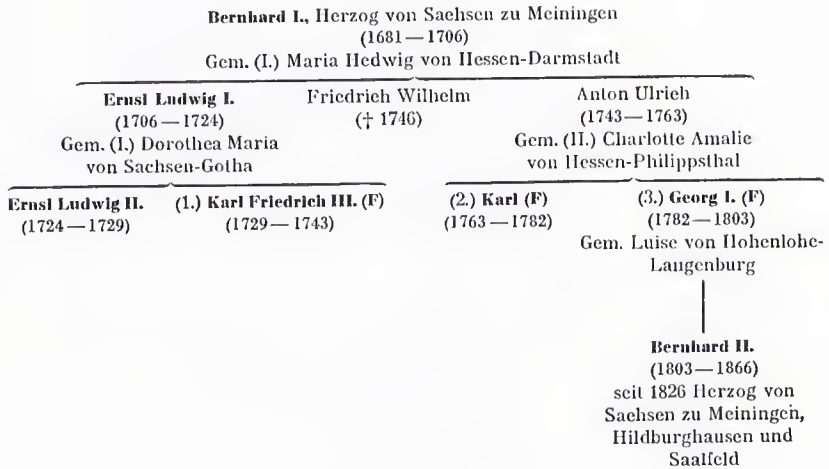 Bernhard I., Herzog von Sachsen zu Meiningen
(1681—1706)
Gem. (I.) Maria Hedwig von Hessen-Darmstadt
Ernst Ludwig I.
(1706—1724)
Gem. (I.) Dorothea Maria
von Sachsen-Gotha
Friedrich Wilhelm
(† 1746)
Anton Ulrich
(1743—1763)
Gem. (II.) Charlotte Amalie
von Hessen-Philippsthal
Ernst Ludwig II.
(1724—1729)
(1.) Karl Friedrich III. (F)
(1729—1743)
(2.) Karl (F)
(1763—1782)
(3.) Georg I. (F)
(1782—1803)
Gem. Luise von Hohenlohe-
Langenburg
Bernhard II.
(1803—1866)
seit 1826 Herzog von
Sachsen zu Meiningen,
Hildburghausen und
Saalfeld